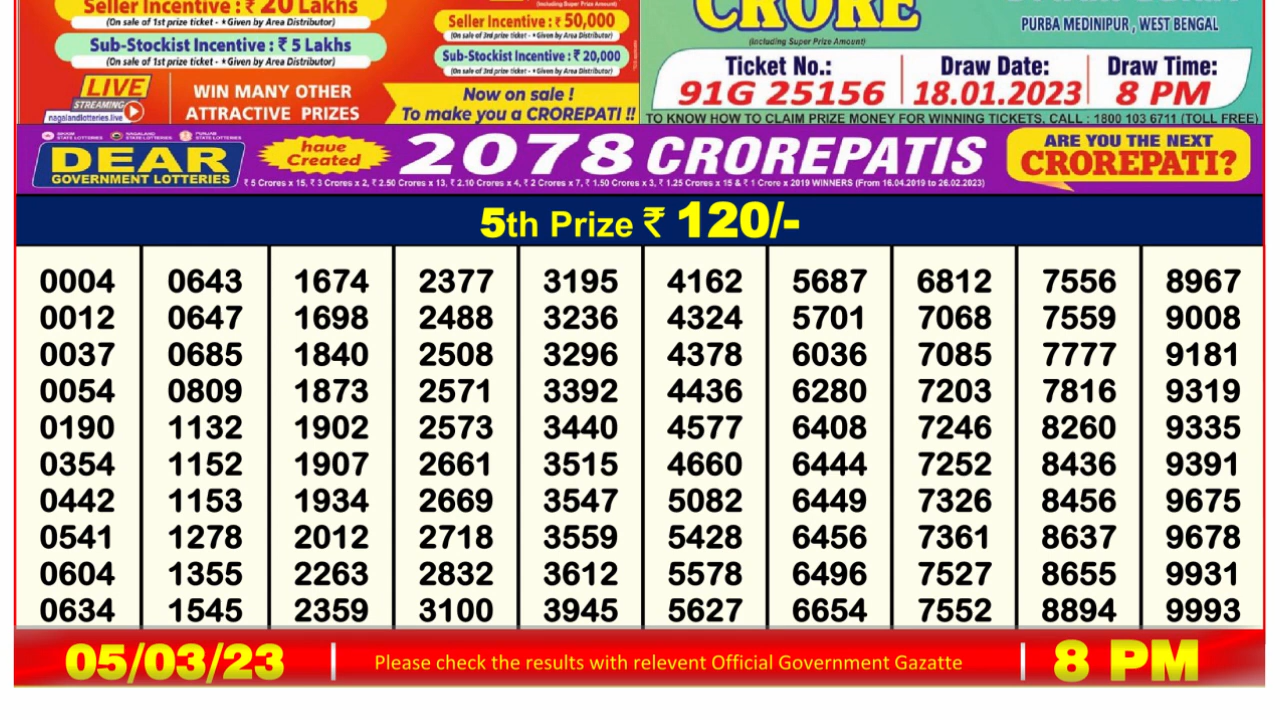 Seller Incentive : ₹ 20 Lakhs
(On sale of 1st prize ticket - *Given by Area Distributor)
Sub-Stockist Incentive : ₹ 5 Lakhs
(On sale of 1st prize ticket - *Given by Area Distributor)
(Including Super Prize Amount)
Seller Incentive : ₹ 50,000
(On sale of 3rd prize ticket - *Given by Area Distributor)
Sub-Stockist Incentive : ₹ 20,000
(On sale of 3rd prize ticket - *Given by Area Distributor)
LIVE
STREAMING
nagalandlotteries.live
WIN MANY OTHER
ATTRACTIVE PRIZES
Now on sale !
To make you a CROREPATI !!
CRORE
(Including Super Prize Amount)
PURBA MEDINIPUR , WEST BENGAL
Ticket No.: Draw Date: Draw Time:
91G 25156 18.01.2023 8 PM
TO KNOW HOW TO CLAIM PRIZE MONEY FOR WINNING TICKETS, CALL : 1800 103 6711 (TOLL FREE)
SIKKIM STATE LOTTERIES NAGALAND STATE LOTTERIES PUNJAB STATE LOTTERIES
DEAR
GOVERNMENT LOTTERIES
have
Created
2078 CROREPATIS
₹ 5 Crores x 15, ₹ 3 Crores x 2, ₹ 2.50 Crores x 13, ₹ 2.10 Crores x 4, ₹ 2 Crores x 7, ₹ 1.50 Crores x 3, ₹ 1.25 Crores x 15 & ₹ 1 Crore x 2019 WINNERS (From 16.04.2019 to 26.02.2023)
ARE YOU THE NEXT
CROREPATI?
5th Prize ₹ 120/-
0004 0643 1674 2377 3195 4162 5687 6812 7556 8967
0012 0647 1698 2488 3236 4324 5701 7068 7559 9008
0037 0685 1840 2508 3296 4378 6036 7085 7777 9181
0054 0809 1873 2571 3392 4436 6280 7203 7816 9319
0190 1132 1902 2573 3440 4577 6408 7246 8260 9335
0354 1152 1907 2661 3515 4660 6444 7252 8436 9391
0442 1153 1934 2669 3547 5082 6449 7326 8456 9675
0541 1278 2012 2718 3559 5428 6456 7361 8637 9678
0604 1355 2263 2832 3612 5578 6496 7527 8655 9931
0634 1545 2359 3100 3945 5627 6654 7552 8894 9993
05/03/23 Please check the results with relevent Official Government Gazatte 8 PM